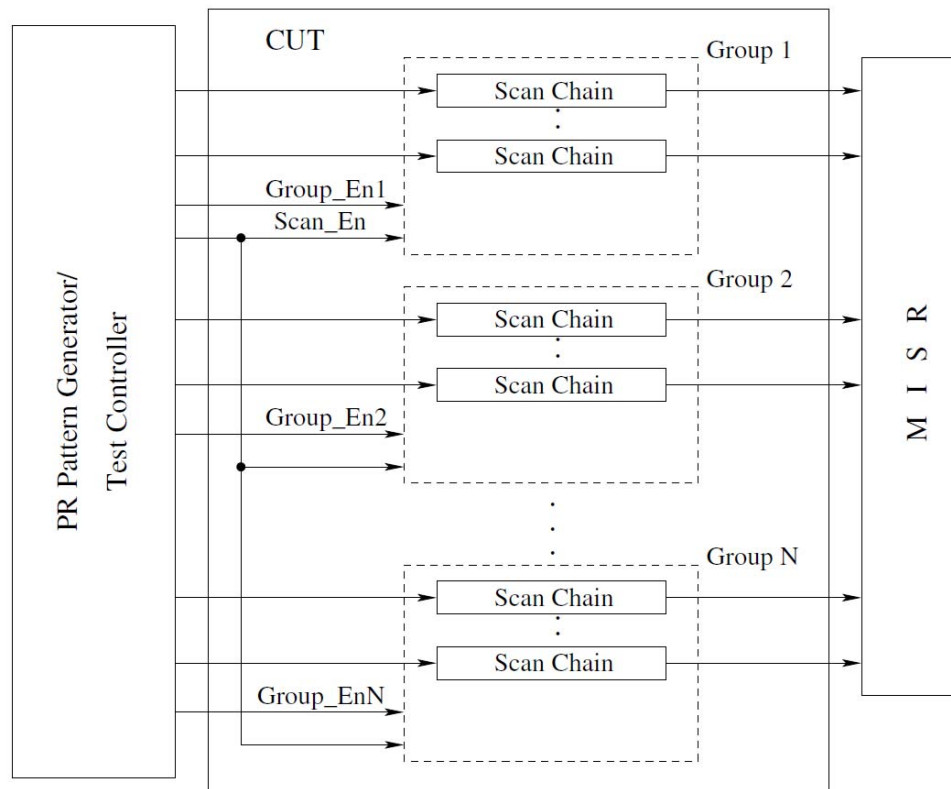 PR Pattern Generator/
Test Controller
CUT
Group 1
Scan Chain
Scan Chain
Group_En1
Scan_En
Group 2
Scan Chain
Scan Chain
Group_En2
Group N
Scan Chain
Scan Chain
Group_EnN
M I S R